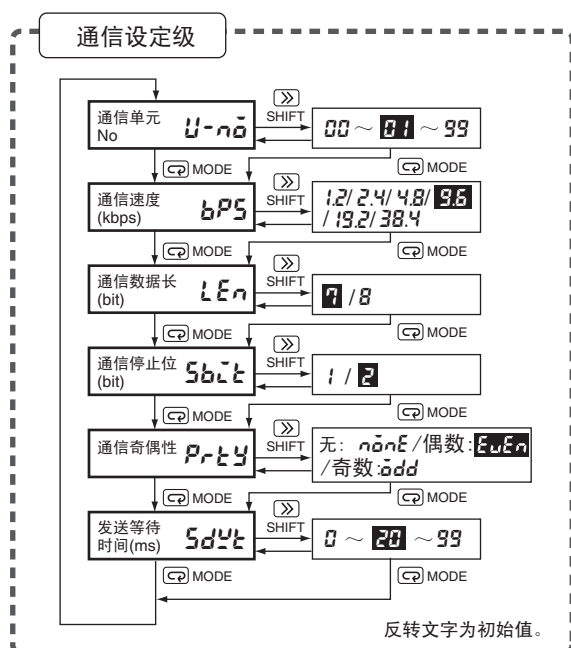 通信设定级
通信单元
No
U-no
SHIFT
00～01～99
MODE
MODE
通信速度
(kbps)
bPS
SHIFT
1.2/2.4/4.8/9.6
/19.2/38.4
MODE
MODE
通信数据长
(bit)
LEn
SHIFT
7/8
MODE
MODE
通信停止位
(bit)
Sbit
SHIFT
1/2
MODE
MODE
通信奇偶性
PrtY
SHIFT
无: nonE/偶数:EvEn
/奇数:odd
MODE
MODE
发送等待
时间(ms)
SdWt
SHIFT
0～20～99
MODE
MODE
反转文字为初始值。